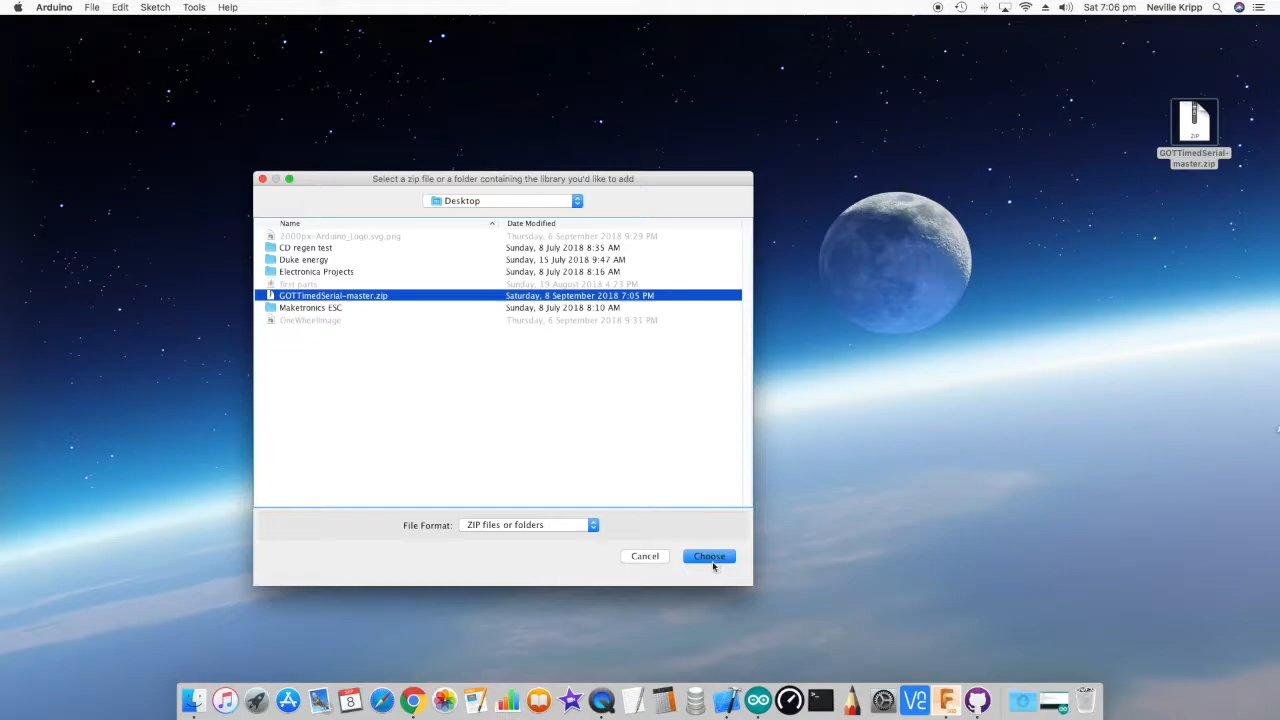 Arduino File Edit Sketch Tools Help Sat 7:06 pm Neville Kripp
ZIP
GOTTimedSerial-
master.zip
Select a zip file or a folder containing the library you'd like to add
Desktop
Name Date Modified
2000px-Arduino_Logo.svg.png Thursday, 6 September 2018 9:29 PM
CD regen test Sunday, 8 July 2018 8:35 AM
Duke energy Sunday, 15 July 2018 9:47 AM
Electronica Projects Sunday, 8 July 2018 8:16 AM
first parts Sunday, 19 August 2018 4:23 PM
GOTTimedSerial-master.zip Saturday, 8 September 2018 7:05 PM
Maketronics ESC Sunday, 8 July 2018 8:10 AM
OneWheelImage Thursday, 6 September 2018 9:31 PM
File Format: ZIP files or folders
Cancel Choose
SEP
8